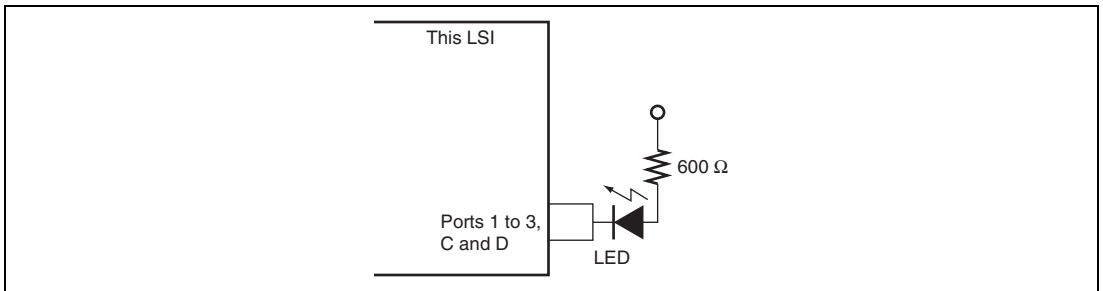 This LSI
600 Ω
Ports 1 to 3,
C and D
LED